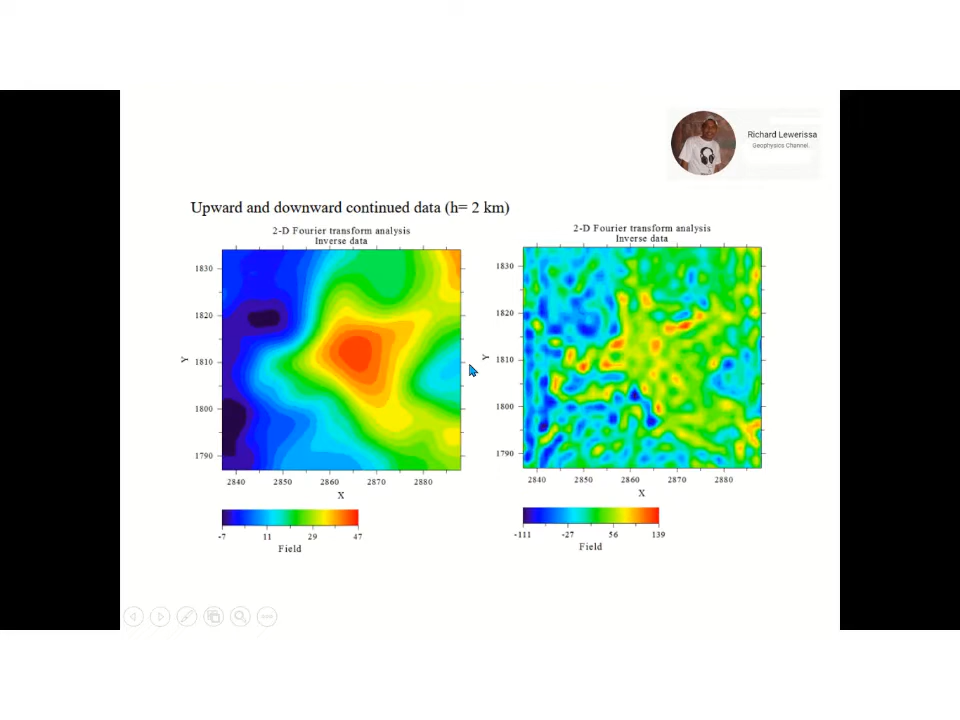 Richard Lewerissa
Geophysics Channel.
Upward and downward continued data (h= 2 km)
2-D Fourier transform analysis
Inverse data
1830
1820
Y 1810
1800
1790
2840 2850 2860 2870 2880
X
-7 11 29 47
Field
2-D Fourier transform analysis
Inverse data
1830
1820
Y 1810
1800
1790
2840 2850 2860 2870 2880
X
-111 -27 56 139
Field